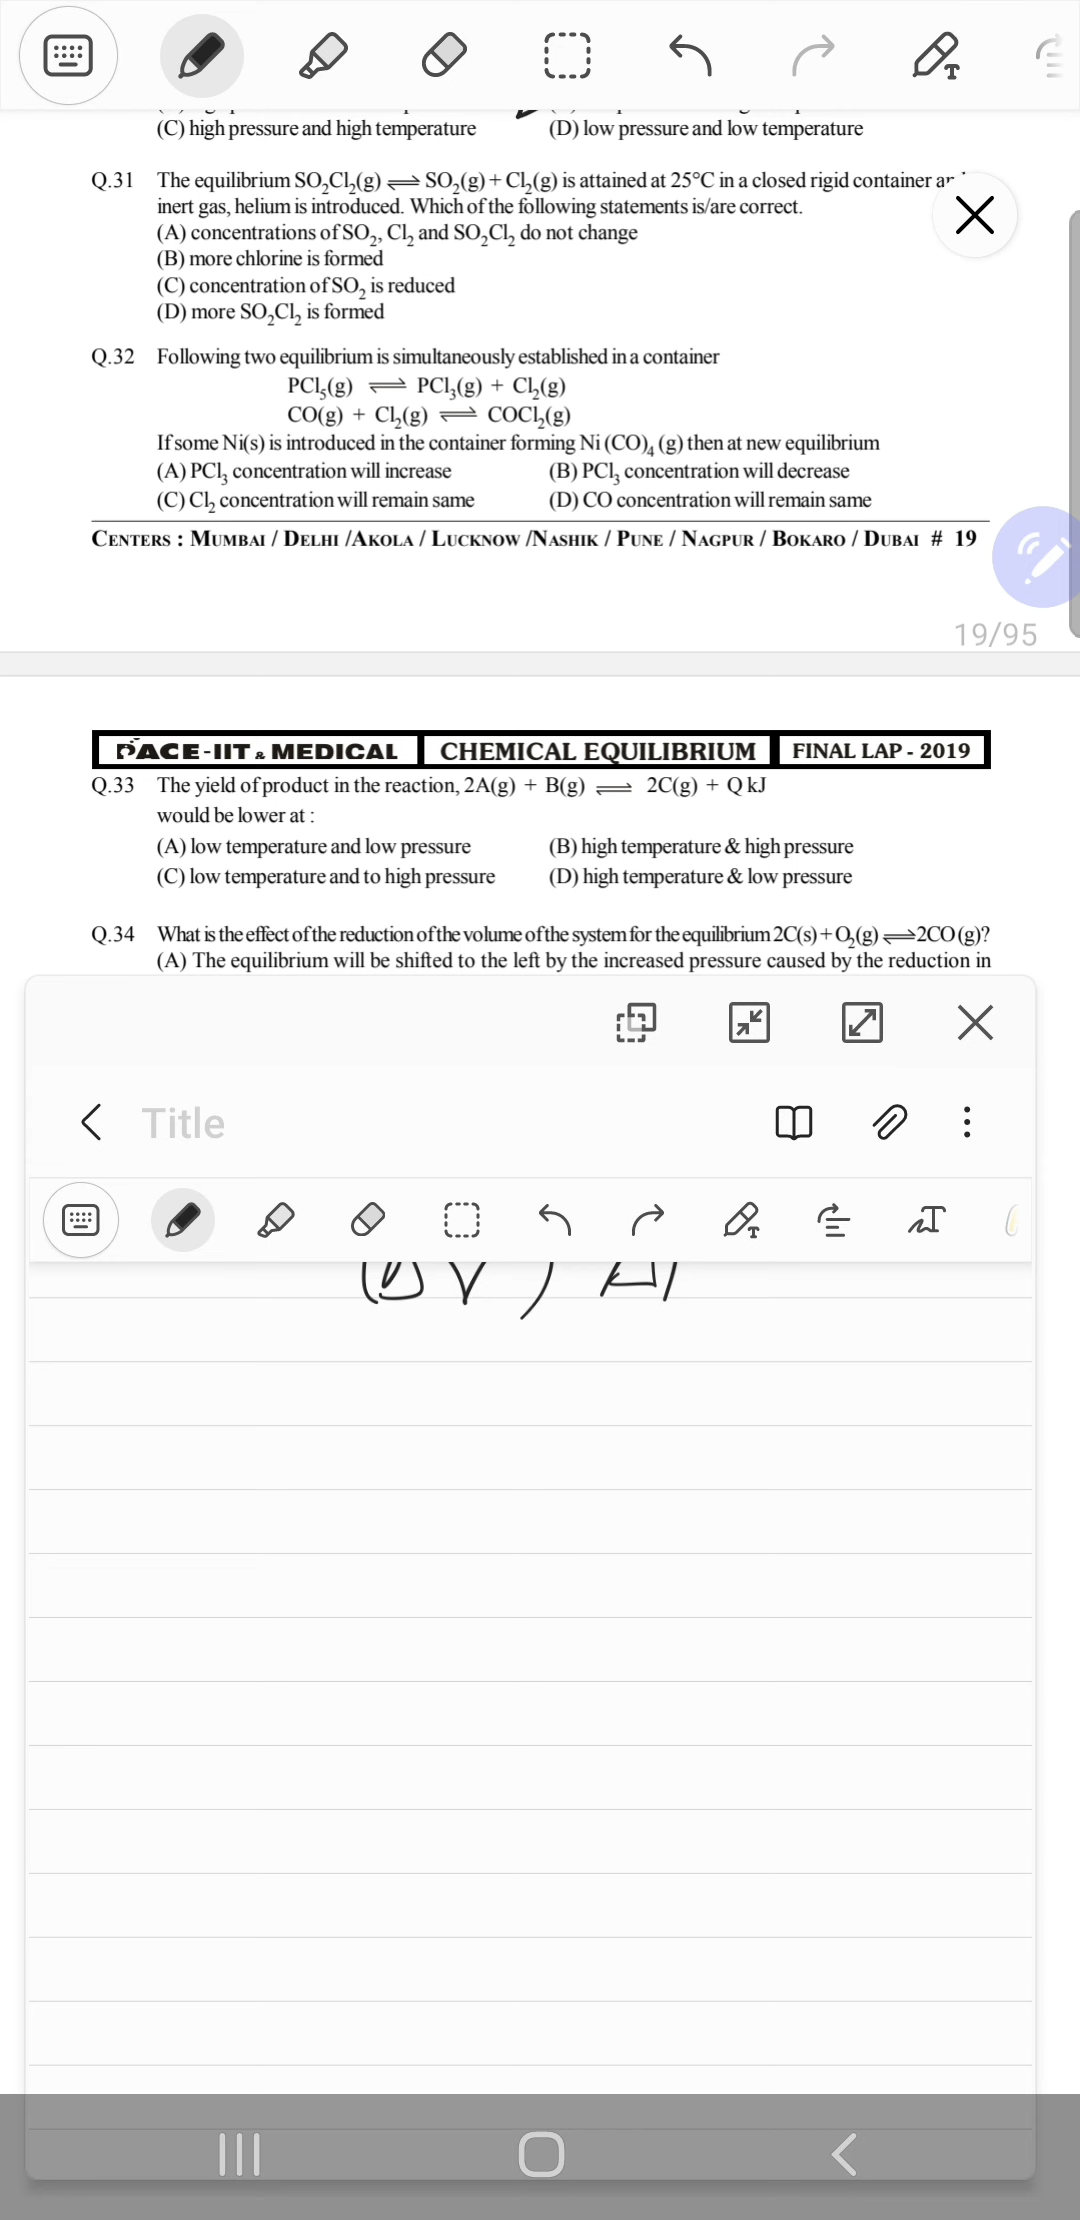 (C) high pressure and high temperature (D) low pressure and low temperature
Q.31 The equilibrium SO₂Cl₂(g) ⇌ SO₂(g) + Cl₂(g) is attained at 25°C in a closed rigid container
inert gas, helium is introduced. Which of the following statements is/are correct.
(A) concentrations of SO₂, Cl₂ and SO₂Cl₂ do not change
(B) more chlorine is formed
(C) concentration of SO₂ is reduced
(D) more SO₂Cl₂ is formed
Q.32 Following two equilibrium is simultaneously established in a container
PCl₅(g) ⇌ PCl₃(g) + Cl₂(g)
CO(g) + Cl₂(g) ⇌ COCl₂(g)
If some Ni(s) is introduced in the container forming Ni (CO)₄ (g) then at new equilibrium
(A) PCl₃ concentration will increase (B) PCl₃ concentration will decrease
(C) Cl₂ concentration will remain same (D) CO concentration will remain same
CENTERS : MUMBAI / DELHI /AKOLA / LUCKNOW /NASHIK / PUNE / NAGPUR / BOKARO / DUBAI # 19
19/95
PACE-IIT & MEDICAL CHEMICAL EQUILIBRIUM FINAL LAP - 2019
Q.33 The yield of product in the reaction, 2A(g) + B(g) ⇌ 2C(g) + Q kJ
would be lower at :
(A) low temperature and low pressure (B) high temperature & high pressure
(C) low temperature and to high pressure (D) high temperature & low pressure
Q.34 What is the effect of the reduction of the volume of the system for the equilibrium 2C(s) + O₂(g) ⇌ 2CO (g)?
(A) The equilibrium will be shifted to the left by the increased pressure caused by the reduction in
Title